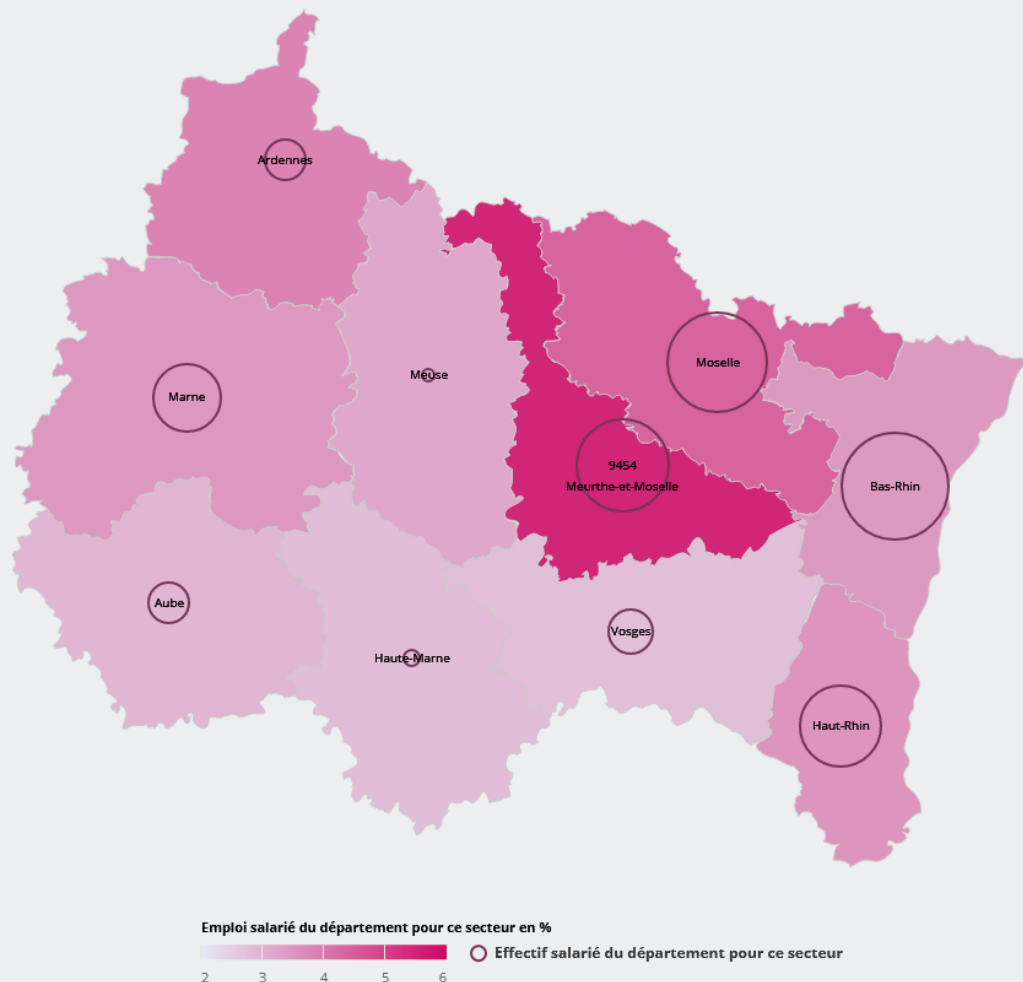 Ardennes
Moselle
Meuse
Marne
9454
Meurthe-et-Moselle
Bas-Rhin
Aube
Vosges
Haute-Marne
Haut-Rhin
Emploi salarié du département pour ce secteur en %
Effectif salarié du département pour ce secteur
2 3 4 5 6